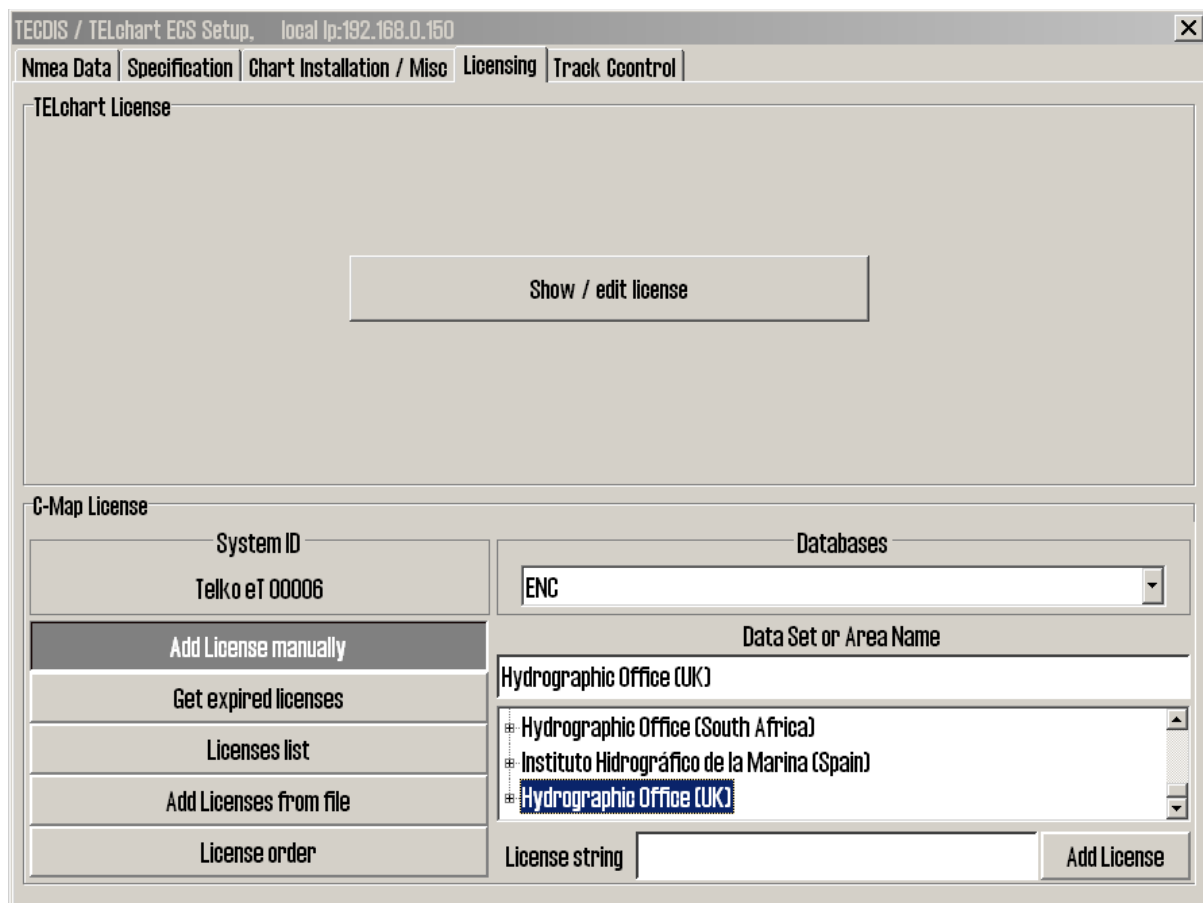 TECDIS / TELchart ECS Setup, local Ip:192.168.0.150
Nmea Data Specification Chart Installation / Misc Licensing Track Ccontrol
TELchart License
Show / edit license
C-Map License
System ID
Telko eT 00006
Add License manually
Get expired licenses
Licenses list
Add Licenses from file
License order
Databases
ENC
Data Set or Area Name
Hydrographic Office (UK)
Hydrographic Office (South Africa)
Instituto Hidrográfico de la Marina (Spain)
Hydrographic Office (UK)
License string
Add License